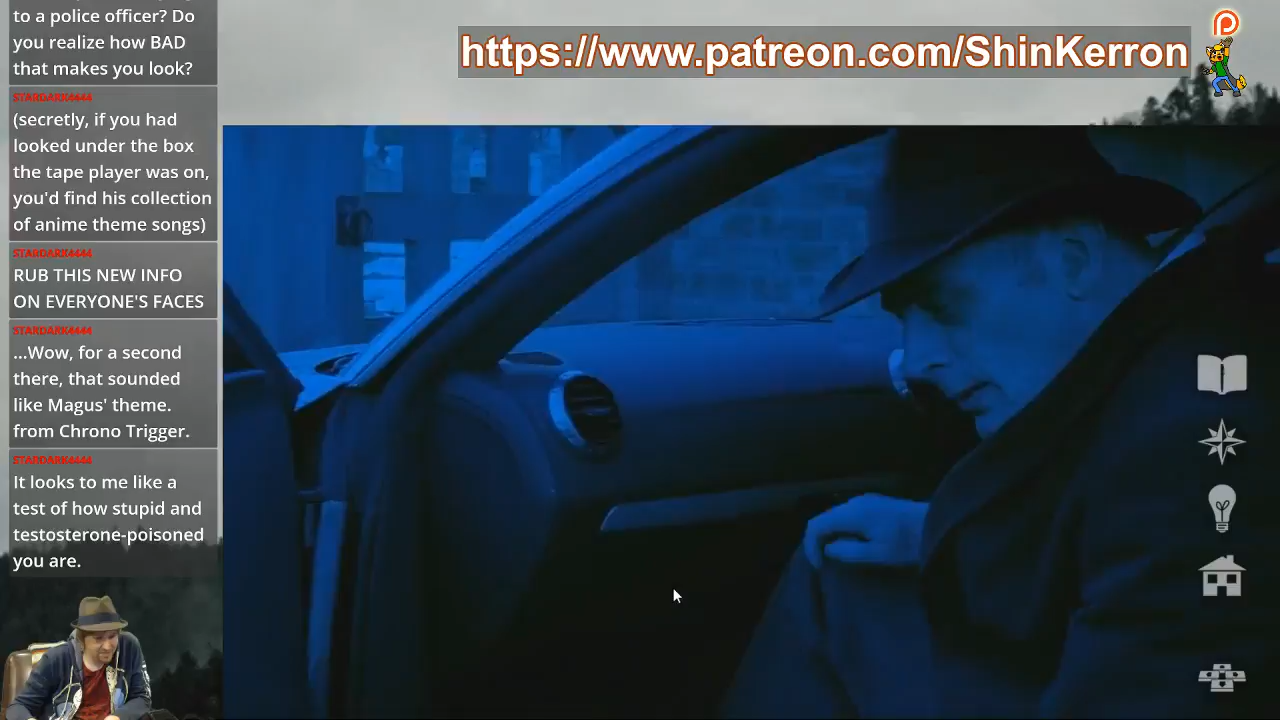 to a police officer? Do
you realize how BAD
that makes you look?
STARDARK4444
(secretly, if you had
looked under the box
the tape player was on,
you'd find his collection
of anime theme songs)
STARDARK4444
RUB THIS NEW INFO
ON EVERYONE'S FACES
STARDARK4444
...Wow, for a second
there, that sounded
like Magus' theme.
from Chrono Trigger.
STARDARK4444
It looks to me like a
test of how stupid and
testosterone-poisoned
you are.
https://www.patreon.com/ShinKerron